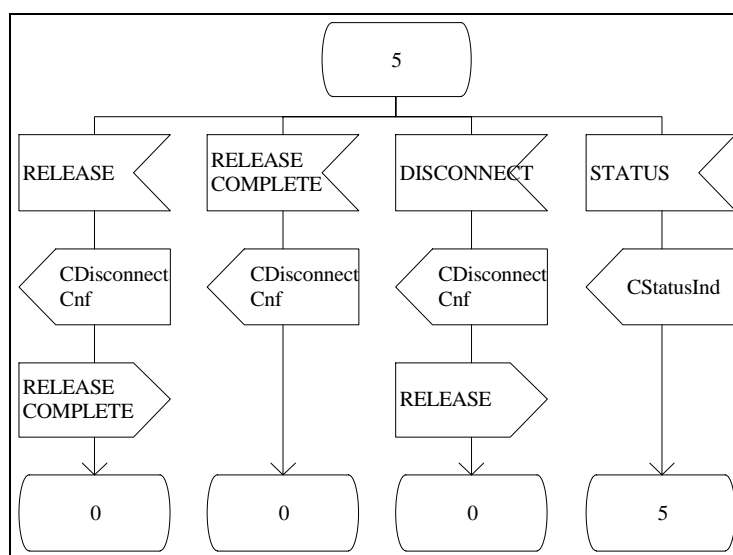 5
RELEASE
RELEASE
COMPLETE
DISCONNECT
STATUS
CDisconnect
Cnf
CDisconnect
Cnf
CDisconnect
Cnf
CStatusInd
RELEASE
COMPLETE
RELEASE
0
0
0
5